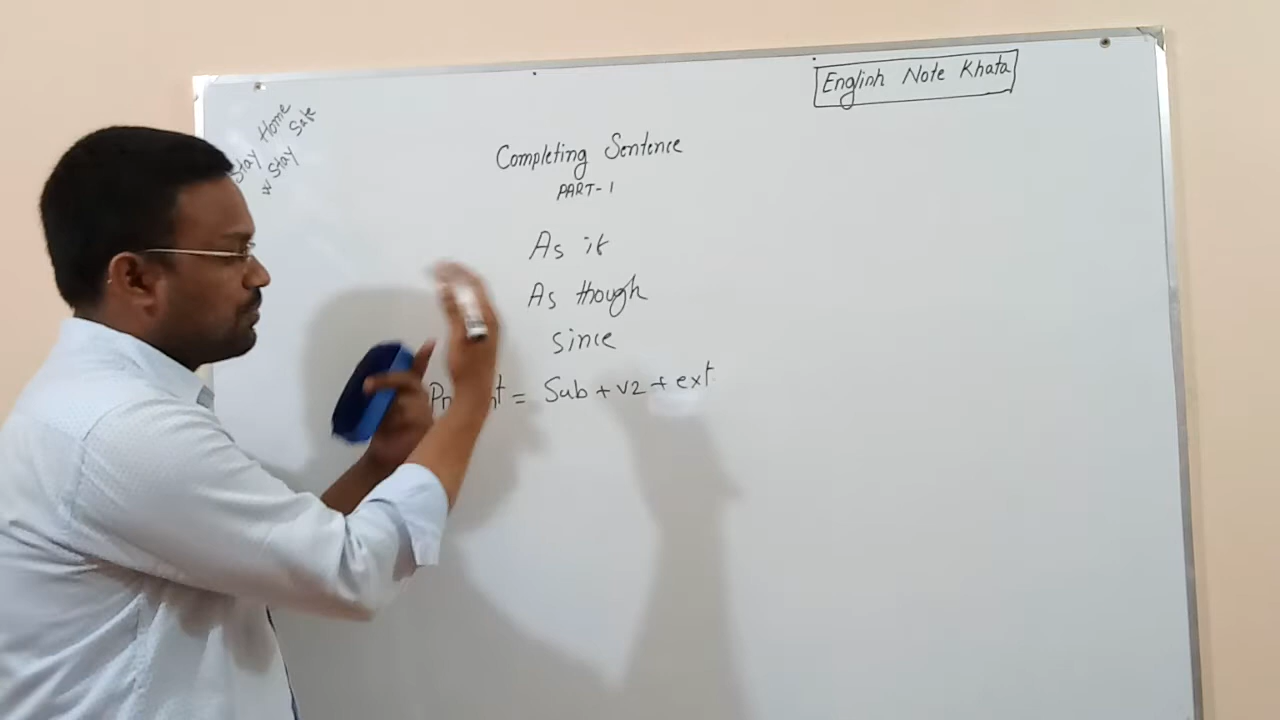 English Note Khata
Stay Home
Stay Safe
Completing Sentence
PART-1
As if
As though
since
= Sub + v2 + ext.